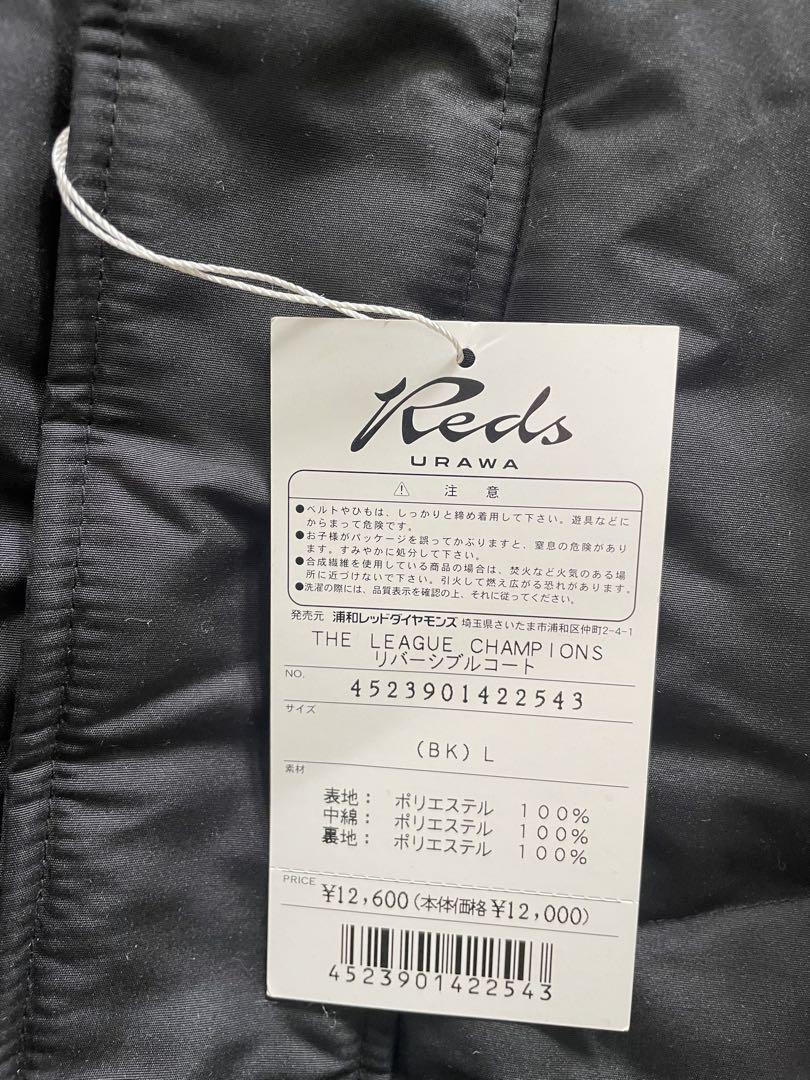 Reds
URAWA
⚠ 注意
●ベルトやひもは、しっかりと締め着用して下さい。遊具などに
からまって危険です。
●お子様がパッケージを誤ってかぶりますと、窒息の危険があり
ます。すみやかに処分して下さい。
●合成繊維を使用している商品の場合は、焚火など火気のある場
所に近づけないで下さい。引火して燃え広がる恐れがあります。
●洗濯の際には、品質表示を確認の上、それに従ってください。
発売元 浦和レッドダイヤモンズ 埼玉県さいたま市浦和区仲町2-4-1
THE LEAGUE CHAMPIONS
リバーシブルコート
NO.
4523901422543
サイズ
(BK) L
素材
表地： ポリエステル 100%
中綿： ポリエステル 100%
裏地： ポリエステル 100%
PRICE
¥12,600(本体価格¥12,000)
4523901422543